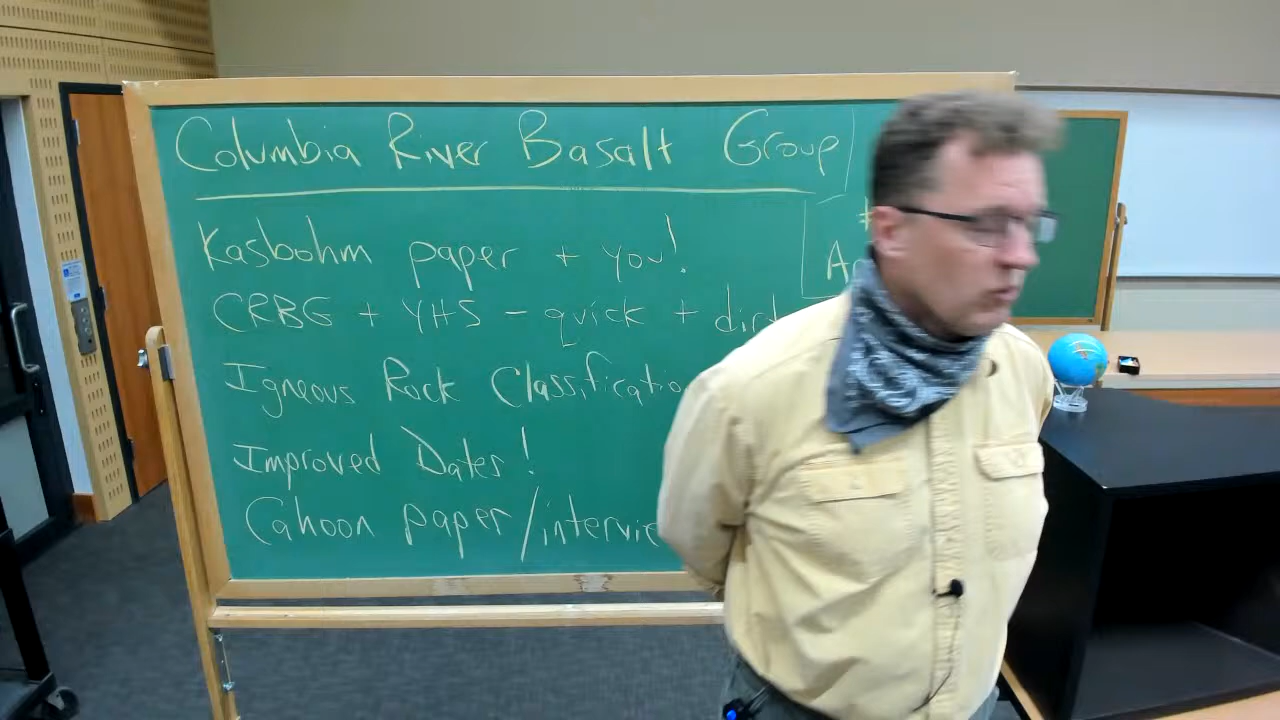 Columbia River Basalt Group
Kasbohm paper + you!
A
CRBG + YHS - quick + dirt
Igneous Rock Classificatio
Improved Dates!
Cahoon paper/intervie